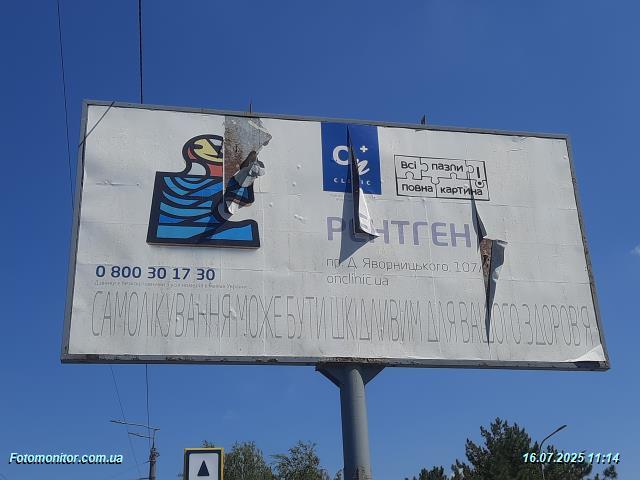 On+
CLINIC
всі пазли
повна картина!
РЕНТГЕН
0 800 30 17 30
пр. Д. Яворницького, 107/
onclinic.ua
САМОЛІКУВАННЯ МОЖЕ БУТИ ШКІДЛИВИМ ДЛЯ ВАШОГО ЗДОРОВ'Я
Fotomonitor.com.ua
16.07.2025 11:14